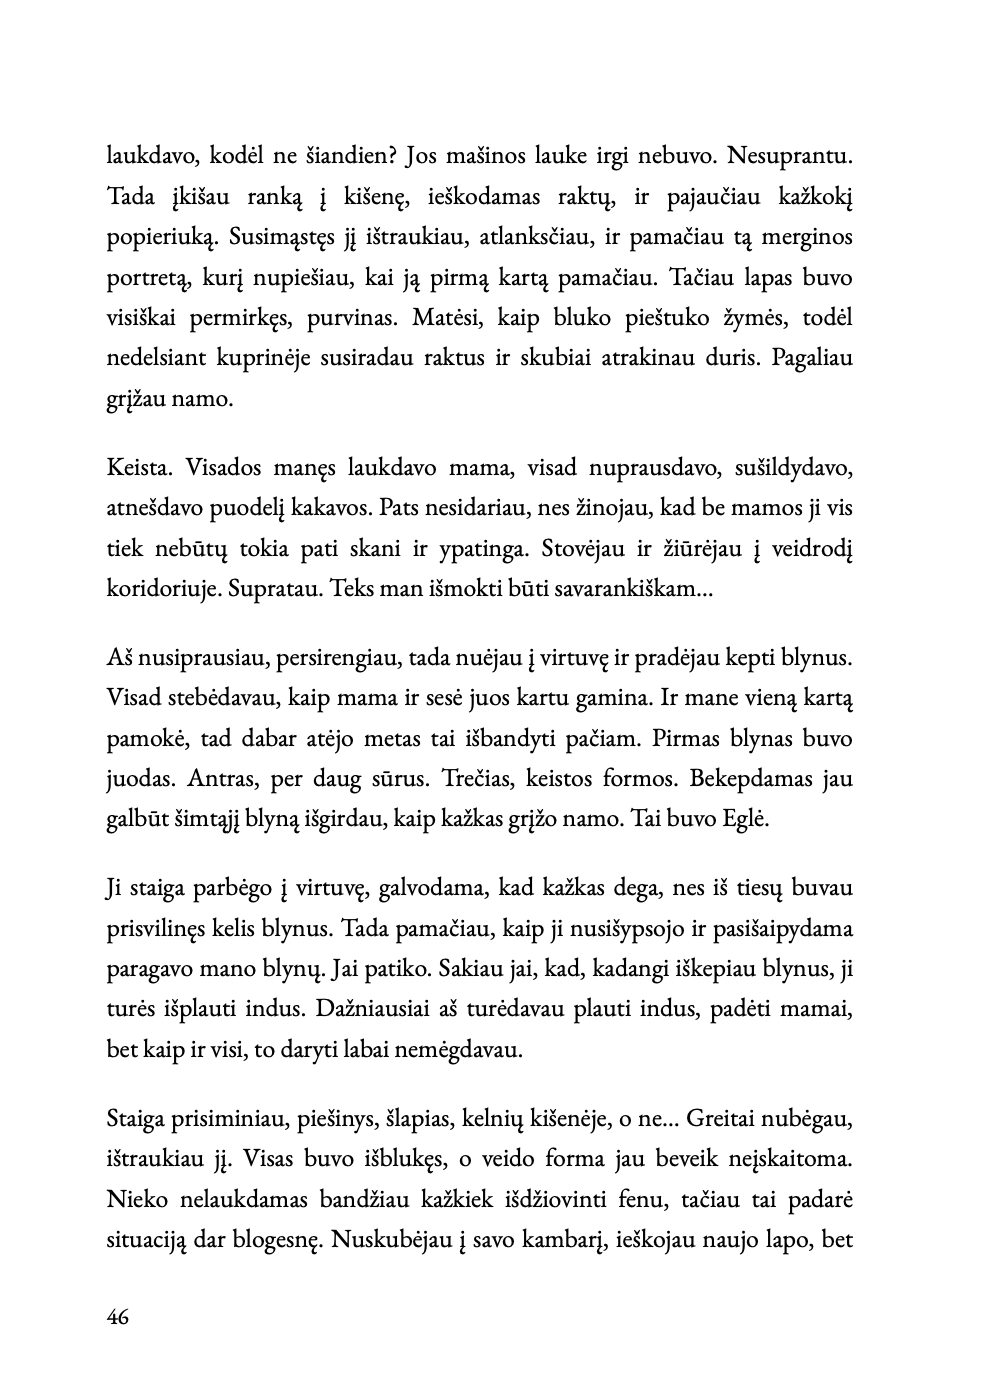 laukdavo, kodėl ne šiandien? Jos mašinos lauke irgi nebuvo. Nesuprantu.
Tada įkišau ranką į kišenę, ieškodamas raktų, ir pajaučiau kažkokį
popieriuką. Susimąstęs jį ištraukiau, atlanksčiau, ir pamačiau tą merginos
portretą, kurį nupiešiau, kai ją pirmą kartą pamačiau. Tačiau lapas buvo
visiškai permirkęs, purvinas. Matėsi, kaip bluko pieštuko žymės, todėl
nedelsiant kuprinėje susiradau raktus ir skubiai atrakinau duris. Pagaliau
grįžau namo.
Keista. Visados manęs laukdavo mama, visad nuprausdavo, sušildydavo,
atnešdavo puodelį kakavos. Pats nesidariau, nes žinojau, kad be mamos ji vis
tiek nebūtų tokia pati skani ir ypatinga. Stovėjau ir žiūrėjau į veidrodį
koridoriuje. Supratau. Teks man išmokti būti savarankiškam...
Aš nusiprausiau, persirengiau, tada nuėjau į virtuvę ir pradėjau kepti blynus.
Visad stebėdavau, kaip mama ir sesė juos kartu gamina. Ir mane vieną kartą
pamokė, tad dabar atėjo metas tai išbandyti pačiam. Pirmas blynas buvo
juodas. Antras, per daug sūrus. Trečias, keistos formos. Bekepdamas jau
galbūt šimtąjį blyną išgirdau, kaip kažkas grįžo namo. Tai buvo Eglė.
Ji staiga parbėgo į virtuvę, galvodama, kad kažkas dega, nes iš tiesų buvau
prisvilinęs kelis blynus. Tada pamačiau, kaip ji nusišypsojo ir pasišaipydama
paragavo mano blynų. Jai patiko. Sakiau jai, kad, kadangi iškepiau blynus, ji
turės išplauti indus. Dažniausiai aš turėdavau plauti indus, padėti mamai,
bet kaip ir visi, to daryti labai nemėgdavau.
Staiga prisiminiau, piešinys, šlapias, kelnių kišenėje, o ne... Greitai nubėgau,
ištraukiau jį. Visas buvo išblukęs, o veido forma jau beveik neįskaitoma.
Nieko nelaukdamas bandžiau kažkiek išdžiovinti fenu, tačiau tai padarė
situaciją dar blogesnę. Nuskubėjau į savo kambarį, ieškojau naujo lapo, bet
46